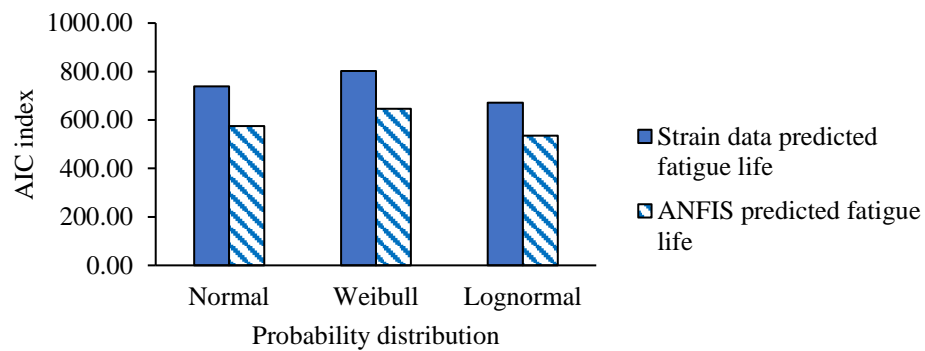 1000.00
800.00
600.00
400.00
200.00
0.00
AIC index
Normal
Weibull
Lognormal
Probability distribution
Strain data predicted
fatigue life
ANFIS predicted fatigue
life